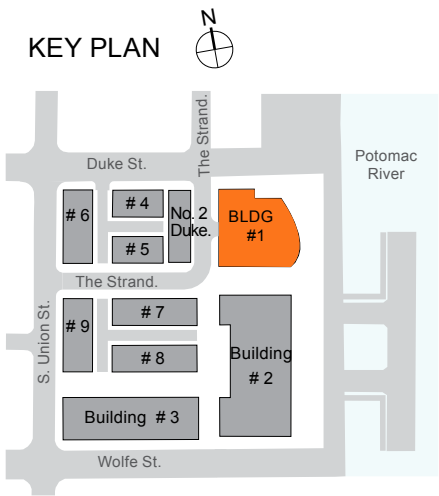 N
KEY PLAN
The Strand.
Duke St.
Potomac
River
# 6
# 4
No. 2
Duke.
BLDG
#1
# 5
The Strand.
S. Union St.
# 9
# 7
# 8
Building
# 2
Building # 3
Wolfe St.